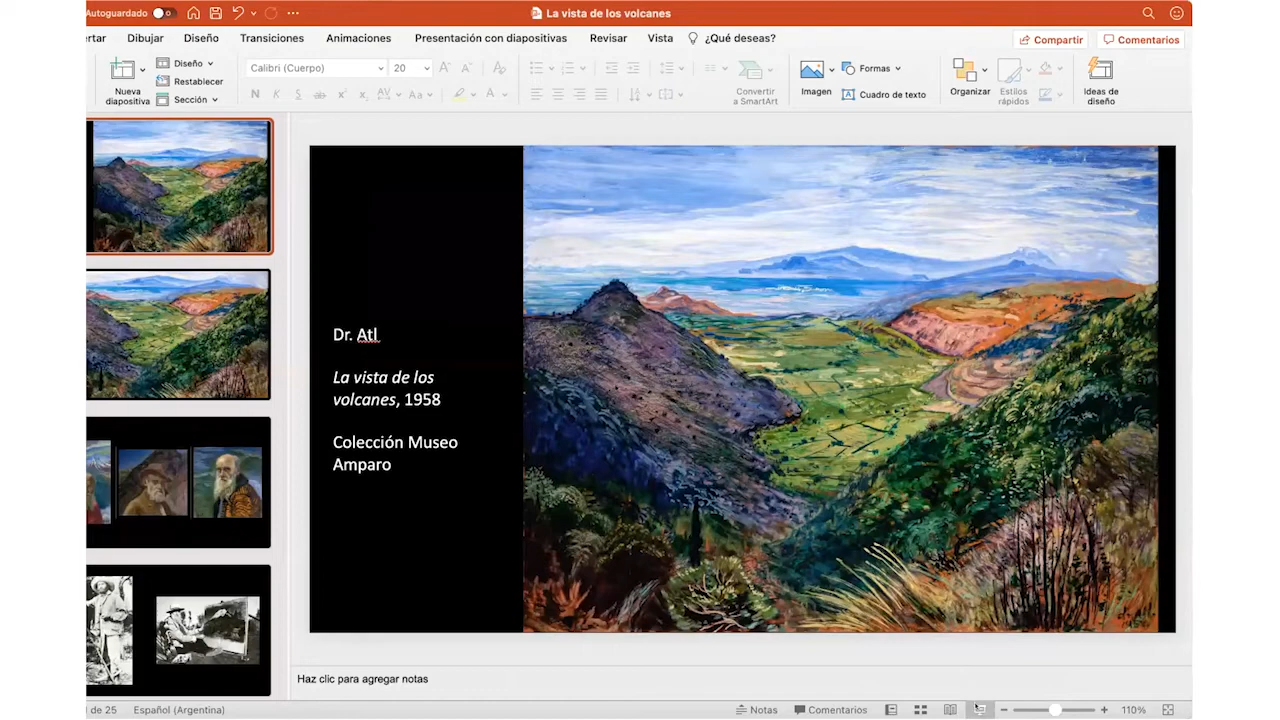 Autoguardado
La vista de los volcanes
rtar
Dibujar
Diseño
Transiciones
Animaciones
Presentación con diapositivas
Revisar
Vista
¿Qué deseas?
Compartir
Comentarios
Nueva
diapositiva
Diseño
Restablecer
Sección
Calibri (Cuerpo)
20
Convertir
a SmartArt
Imagen
Formas
Cuadro de texto
Organizar
Estilos
rápidos
Ideas de
diseño
Dr. Atl
La vista de los
volcanes, 1958
Colección Museo
Amparo
Haz clic para agregar notas
de 25
Español (Argentina)
Notas
Comentarios
110%